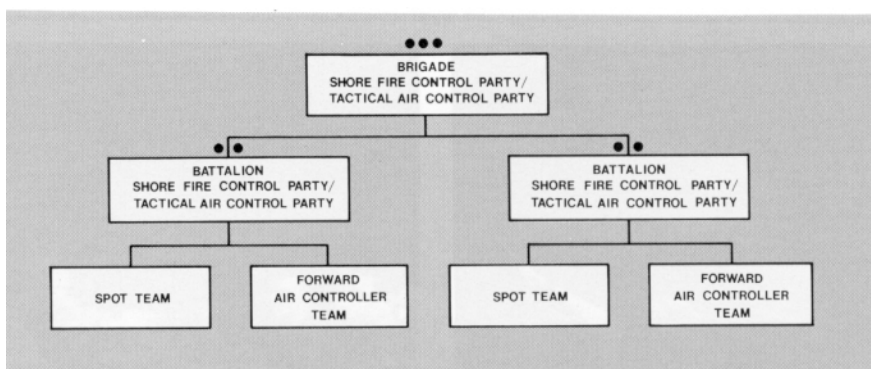 BRIGADE
SHORE FIRE CONTROL PARTY/
TACTICAL AIR CONTROL PARTY
BATTALION
SHORE FIRE CONTROL PARTY/
TACTICAL AIR CONTROL PARTY
BATTALION
SHORE FIRE CONTROL PARTY/
TACTICAL AIR CONTROL PARTY
SPOT TEAM
FORWARD
AIR CONTROLLER
TEAM
SPOT TEAM
FORWARD
AIR CONTROLLER
TEAM